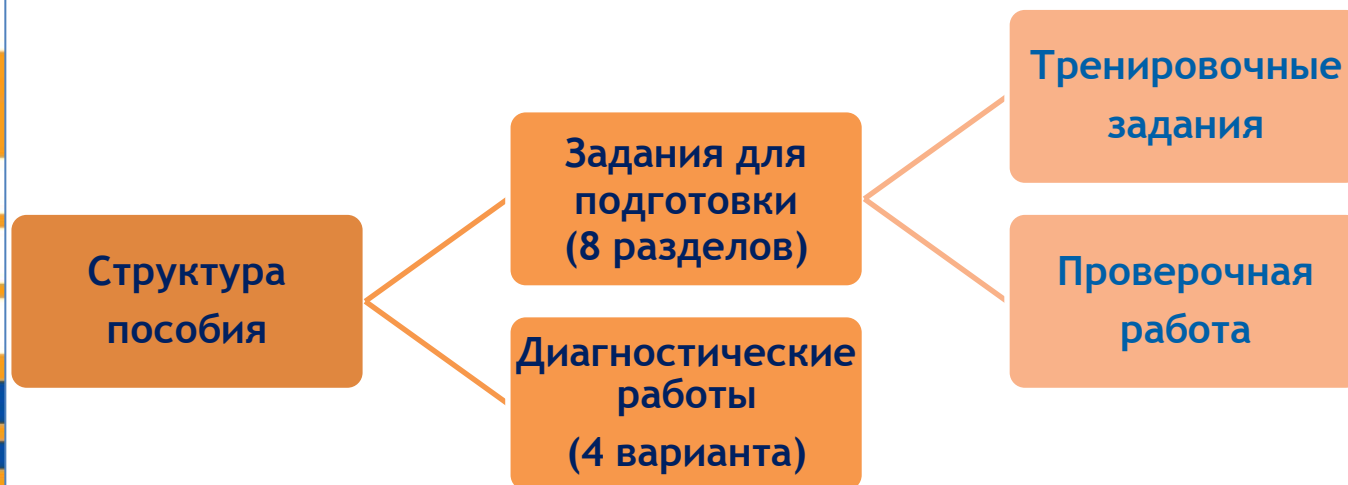 Структура
пособия
Задания для
подготовки
(8 разделов)
Диагностические
работы
(4 варианта)
Тренировочные
задания
Проверочная
работа